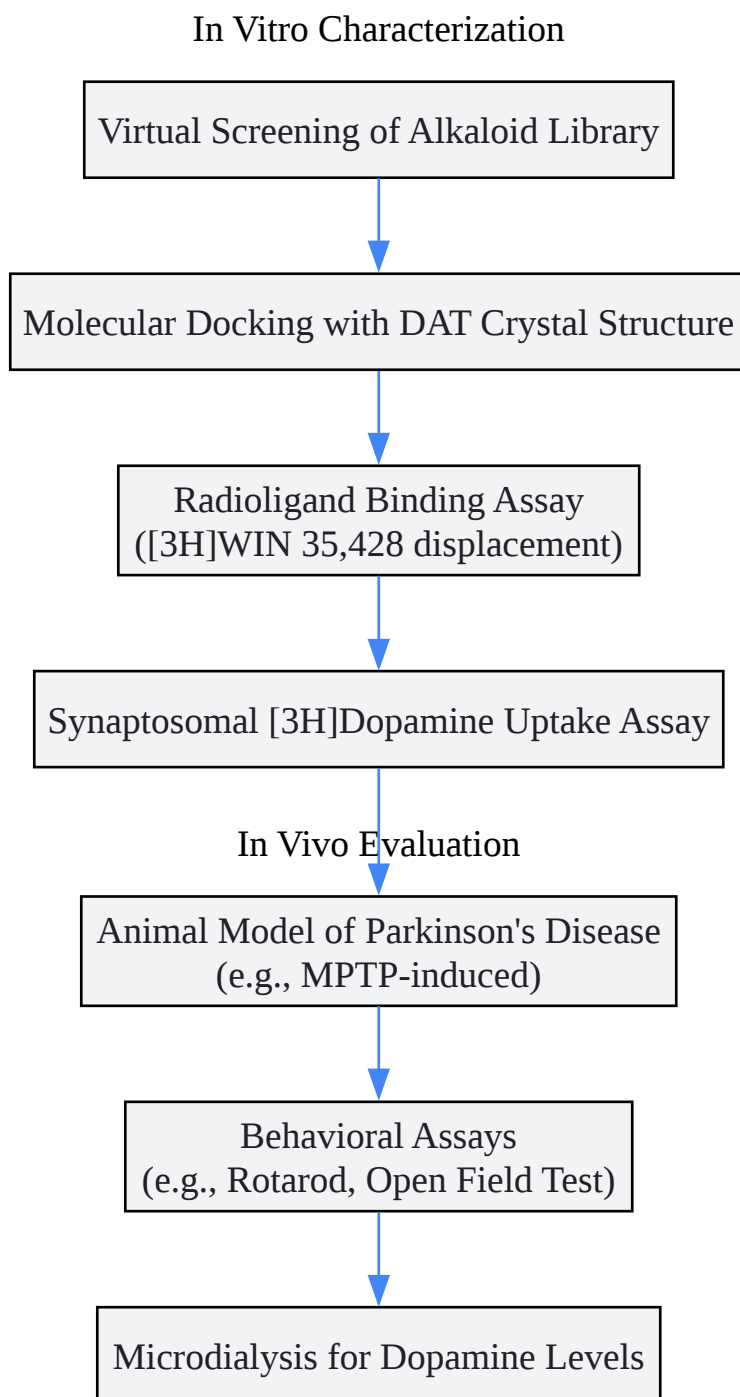 In Vitro Characterization
Virtual Screening of Alkaloid Library
Molecular Docking with DAT Crystal Structure
Radioligand Binding Assay
([3H]WIN 35,428 displacement)
Synaptosomal [3H]Dopamine Uptake Assay
In Vivo Evaluation
Animal Model of Parkinson's Disease
(e.g., MPTP-induced)
Behavioral Assays
(e.g., Rotarod, Open Field Test)
Microdialysis for Dopamine Levels